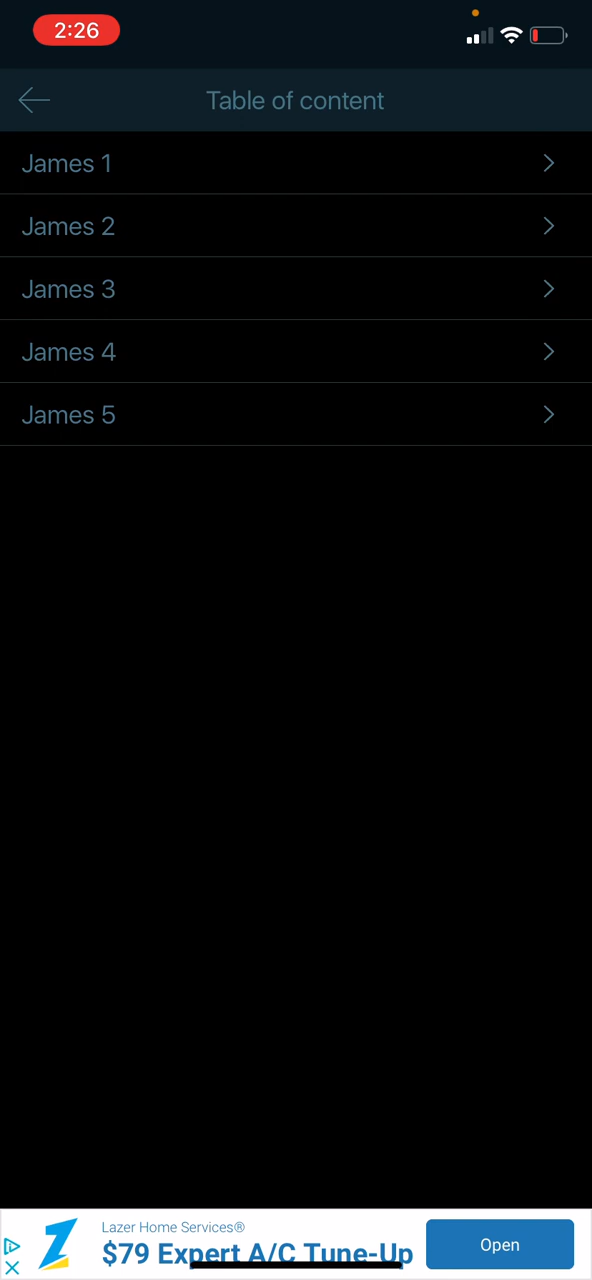 2:26
Table of content
James 1
James 2
James 3
James 4
James 5
Lazer Home Services®
$79 Expert A/C Tune-Up
Open